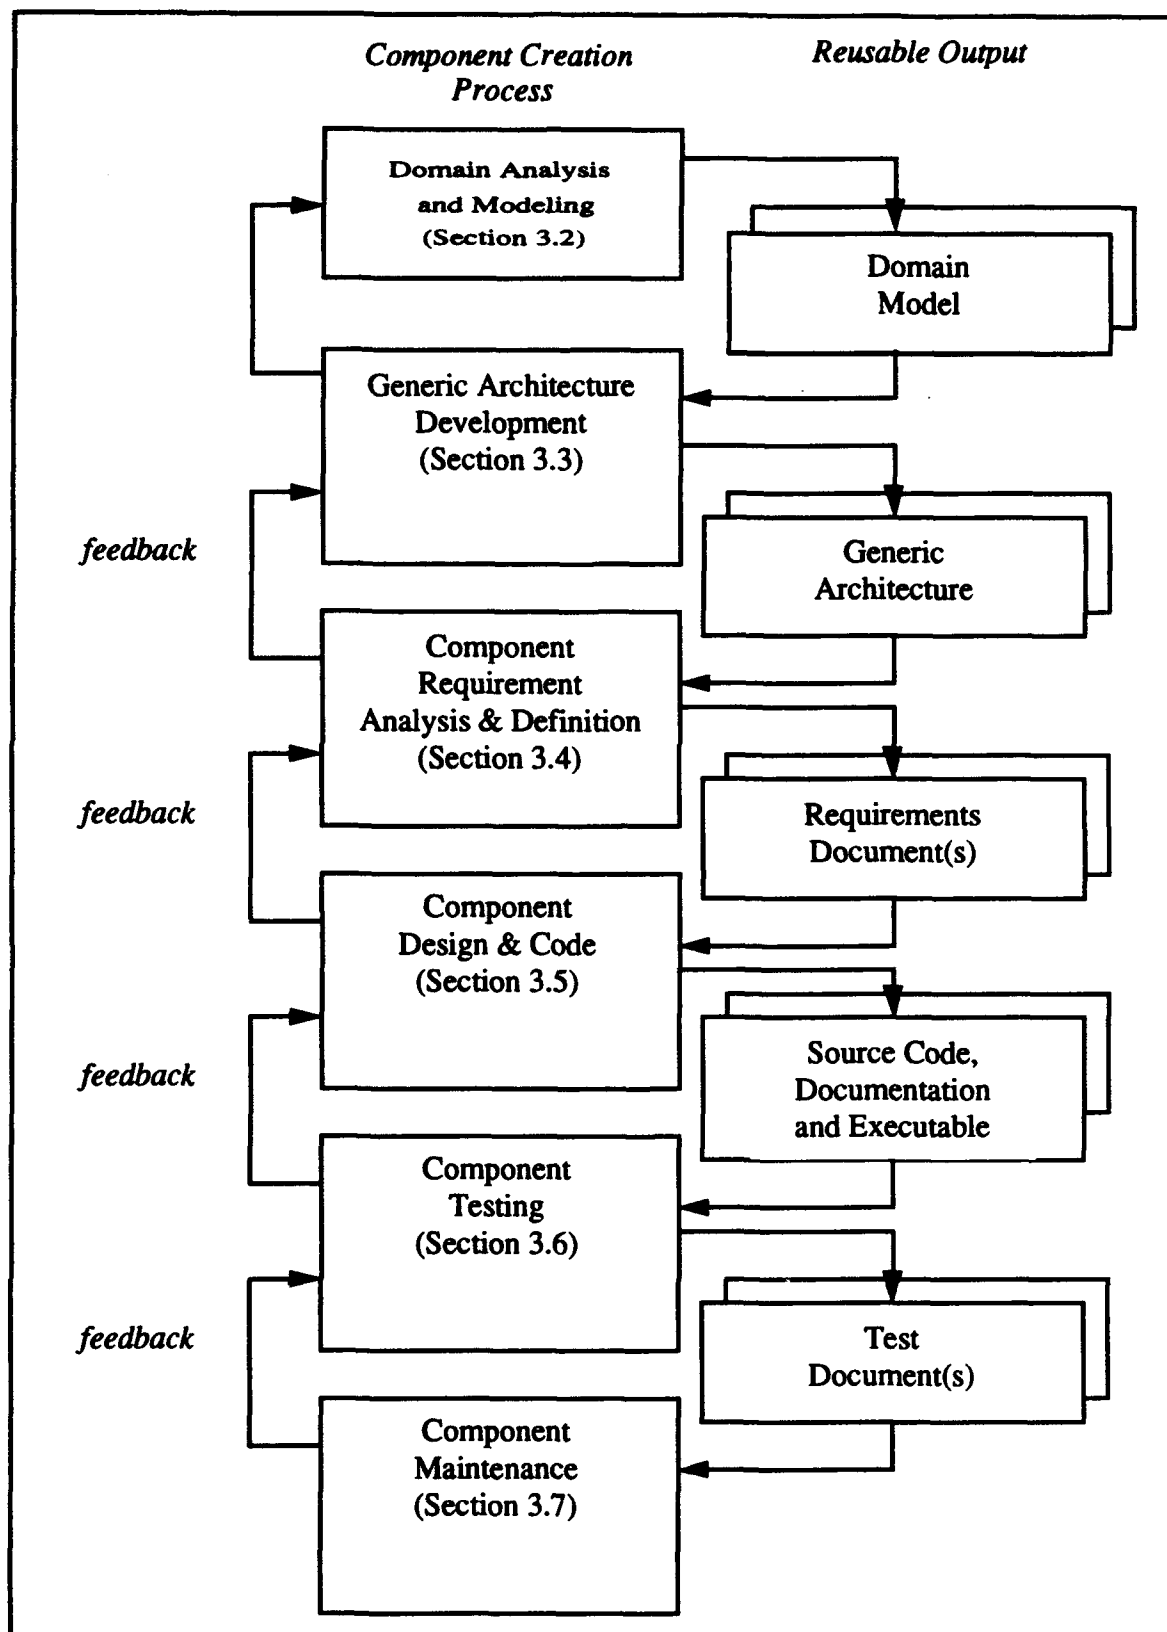 Component Creation
Process
Reusable Output
Domain Analysis
and Modeling
(Section 3.2)
Domain
Model
Generic Architecture
Development
(Section 3.3)
feedback
Generic
Architecture
Component
Requirement
Analysis & Definition
(Section 3.4)
feedback
Requirements
Document(s)
Component
Design & Code
(Section 3.5)
feedback
Source Code,
Documentation
and Executable
Component
Testing
(Section 3.6)
feedback
Test
Document(s)
Component
Maintenance
(Section 3.7)